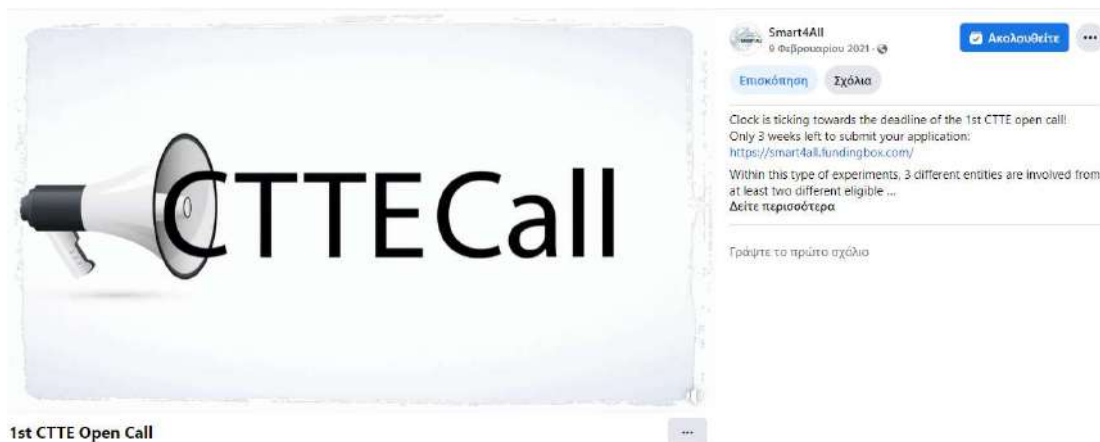 CTTECall
1st CTTE Open Call
Smart4All
9 Φεβρουαρίου 2021 ·
Ακολουθείτε
Επισκόπηση
Σχόλια
Clock is ticking towards the deadline of the 1st CTTE open call!
Only 3 weeks left to submit your application:
https://smart4all.fundingbox.com/
Within this type of experiments, 3 different entities are involved from
at least two different eligible ...
Δείτε περισσότερα
Γράψτε το πρώτο σχόλιο